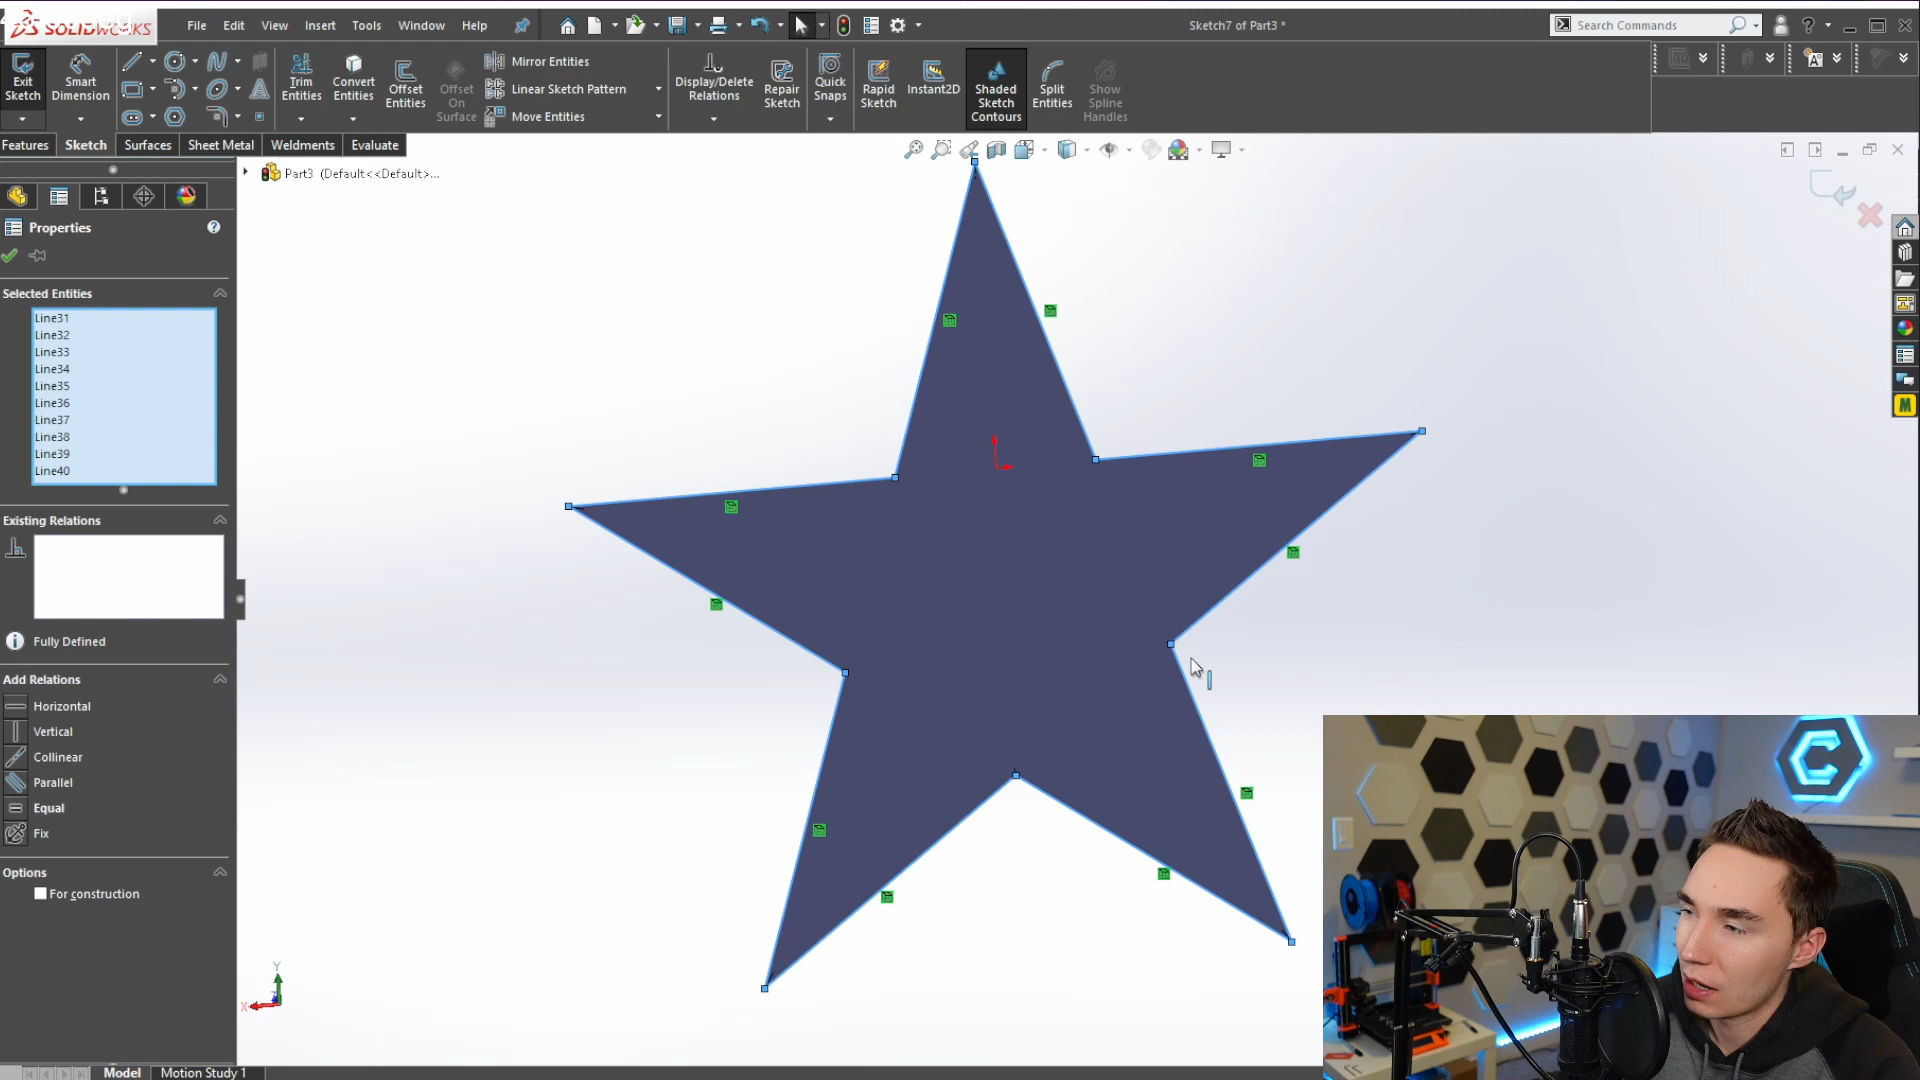 SOLIDWORKS
File Edit View Insert Tools Window Help
Sketch7 of Part3 *
Search Commands
Exit Sketch
Smart Dimension
Trim Entities
Convert Entities
Offset Entities
Offset On Surface
Mirror Entities
Linear Sketch Pattern
Move Entities
Display/Delete Relations
Repair Sketch
Quick Snaps
Rapid Sketch
Instant2D
Shaded Sketch Contours
Split Entities
Show Spline Handles
Features Sketch Surfaces Sheet Metal Weldments Evaluate
Part3 (Default<<Default>...
Properties
Selected Entities
Line31
Line32
Line33
Line34
Line35
Line36
Line37
Line38
Line39
Line40
Existing Relations
Fully Defined
Add Relations
Horizontal
Vertical
Collinear
Parallel
Equal
Fix
Options
For construction
Y
X
M
C
Model Motion Study 1